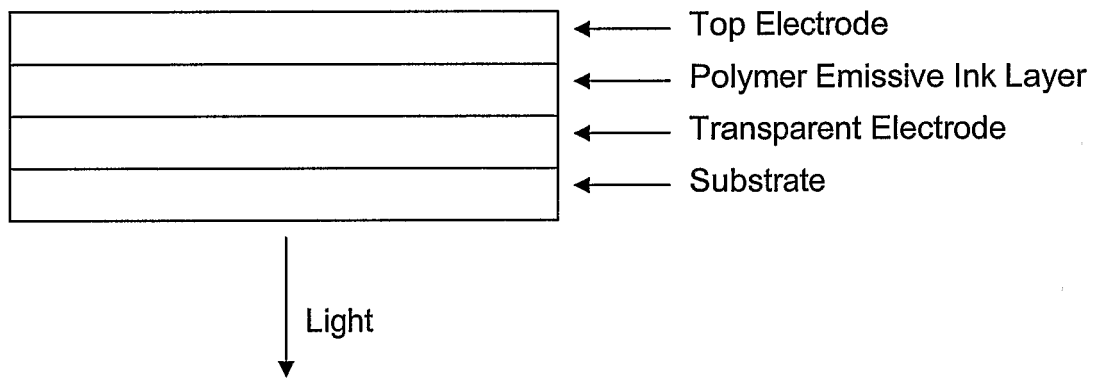 Top Electrode
Polymer Emissive Ink Layer
Transparent Electrode
Substrate
Light